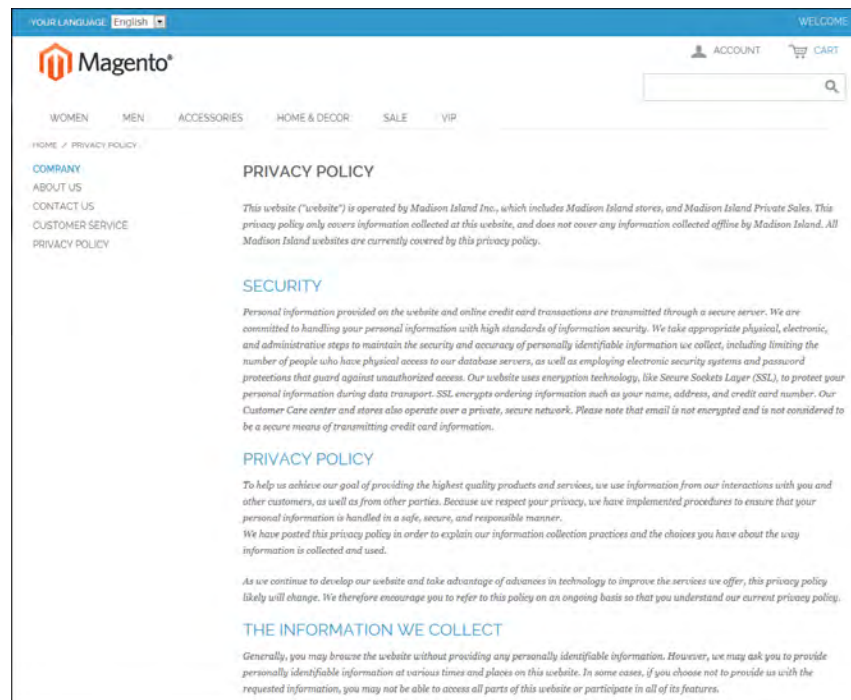 YOUR LANGUAGE: English
WELCOME
Magento®
ACCOUNT
CART
WOMEN MEN ACCESSORIES HOME & DECOR SALE VIP
HOME / PRIVACY POLICY
COMPANY
ABOUT US
CONTACT US
CUSTOMER SERVICE
PRIVACY POLICY
PRIVACY POLICY
This website ("website") is operated by Madison Island Inc., which includes Madison Island stores, and Madison Island Private Sales. This
privacy policy only covers information collected at this website, and does not cover any information collected offline by Madison Island. All
Madison Island websites are currently covered by this privacy policy.
SECURITY
Personal information provided on the website and online credit card transactions are transmitted through a secure server. We are
committed to handling your personal information with high standards of information security. We take appropriate physical, electronic,
and administrative steps to maintain the security and accuracy of personally identifiable information we collect, including limiting the
number of people who have physical access to our database servers, as well as employing electronic security systems and password
protections that guard against unauthorized access. Our website uses encryption technology, like Secure Sockets Layer (SSL), to protect your
personal information during data transport. SSL encrypts ordering information such as your name, address, and credit card number. Our
Customer Care center and stores also operate over a private, secure network. Please note that email is not encrypted and is not considered to
be a secure means of transmitting credit card information.
PRIVACY POLICY
To help us achieve our goal of providing the highest quality products and services, we use information from our interactions with you and
other customers, as well as from other parties. Because we respect your privacy, we have implemented procedures to ensure that your
personal information is handled in a safe, secure, and responsible manner.
We have posted this privacy policy in order to explain our information collection practices and the choices you have about the way
information is collected and used.
As we continue to develop our website and take advantage of advances in technology to improve the services we offer, this privacy policy
likely will change. We therefore encourage you to refer to this policy on an ongoing basis so that you understand our current privacy policy.
THE INFORMATION WE COLLECT
Generally, you may browse the website without providing any personally identifiable information. However, we may ask you to provide
personally identifiable information at various times and places on this website. In some cases, if you choose not to provide us with the
requested information, you may not be able to access all parts of this website or participate in all of its features.